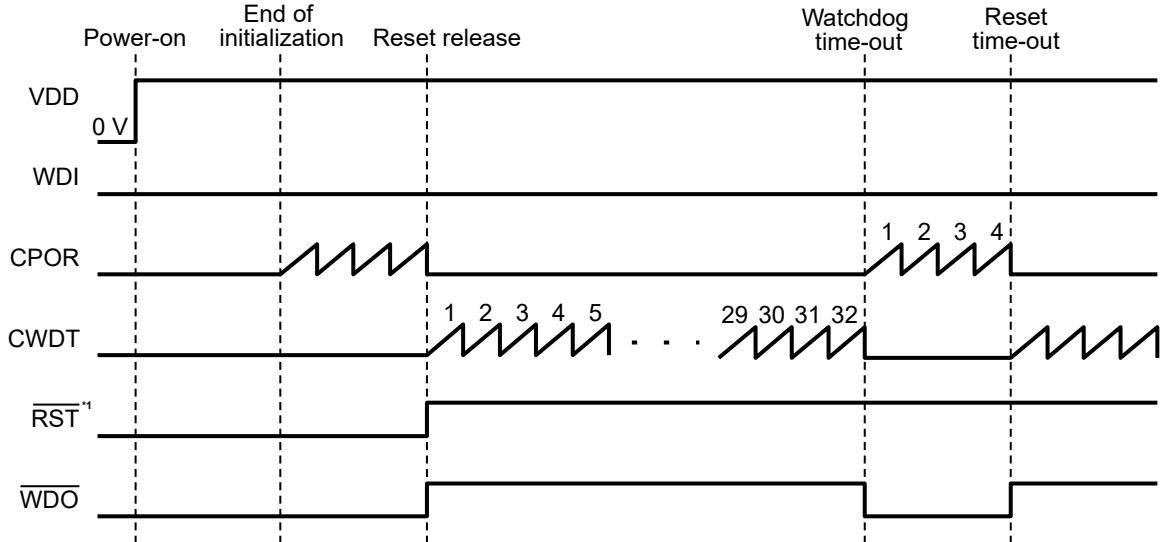 End of
Watchdog
Reset
Power-on
initialization
Reset release
time-out
time-out
VDD
0 V
WDI
CPOR
1 2 3 4
CWDT
1 2 3 4 5
. . .
29 30 31 32
RST*1
WDO